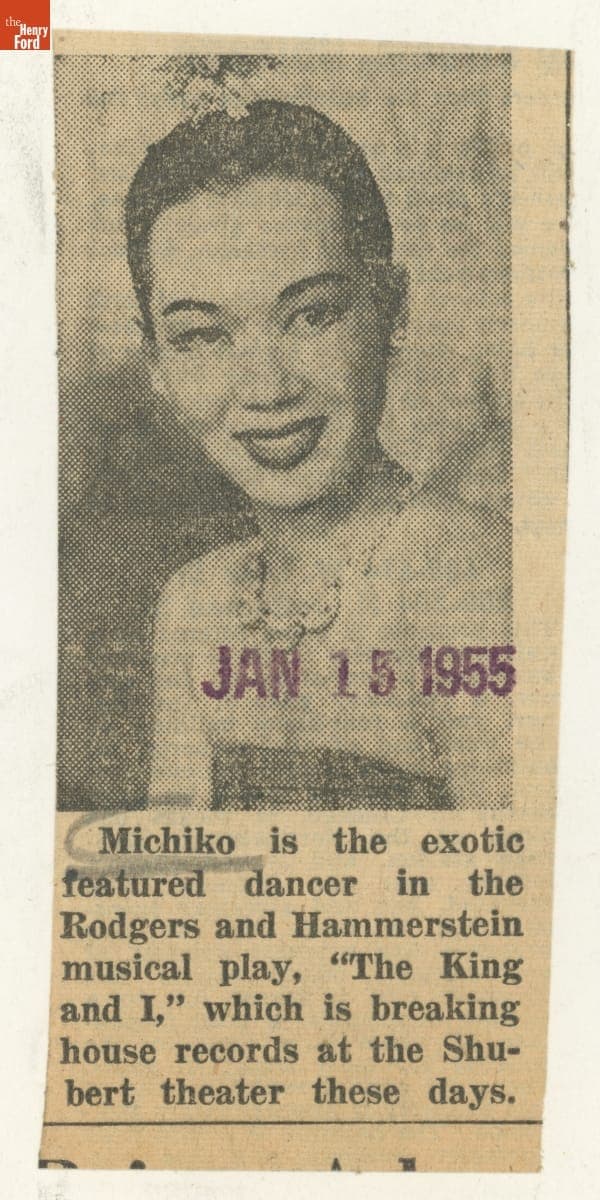 the
Henry
Ford
JAN 15 1955
Michiko is the exotic
featured dancer in the
Rodgers and Hammerstein
musical play, “The King
and I,” which is breaking
house records at the Shu-
bert theater these days.